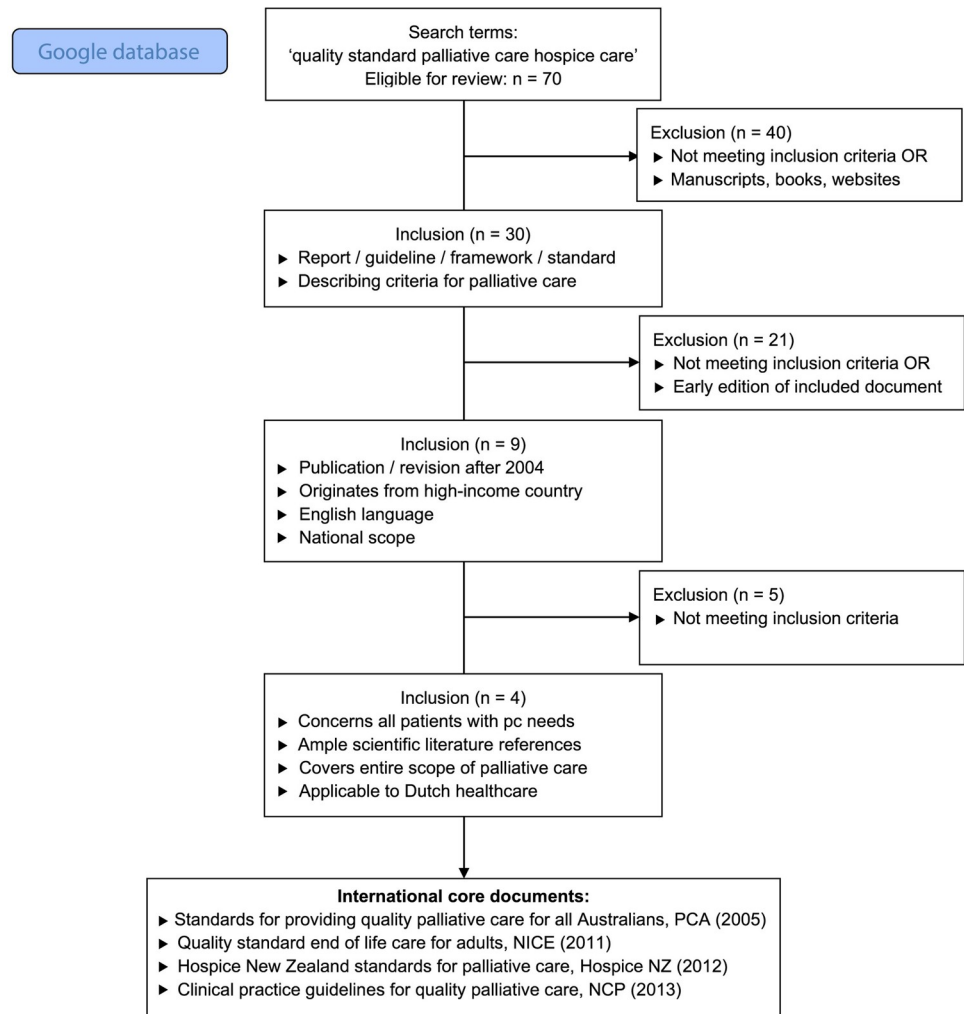 Google database
Search terms:
‘quality standard palliative care hospice care’
Eligible for review: n = 70
Exclusion (n = 40)
▶ Not meeting inclusion criteria OR
▶ Manuscripts, books, websites
Inclusion (n = 30)
▶ Report / guideline / framework / standard
▶ Describing criteria for palliative care
Exclusion (n = 21)
▶ Not meeting inclusion criteria OR
▶ Early edition of included document
Inclusion (n = 9)
▶ Publication / revision after 2004
▶ Originates from high-income country
▶ English language
▶ National scope
Exclusion (n = 5)
▶ Not meeting inclusion criteria
Inclusion (n = 4)
▶ Concerns all patients with pc needs
▶ Ample scientific literature references
▶ Covers entire scope of palliative care
▶ Applicable to Dutch healthcare
International core documents:
▶ Standards for providing quality palliative care for all Australians, PCA (2005)
▶ Quality standard end of life care for adults, NICE (2011)
▶ Hospice New Zealand standards for palliative care, Hospice NZ (2012)
▶ Clinical practice guidelines for quality palliative care, NCP (2013)